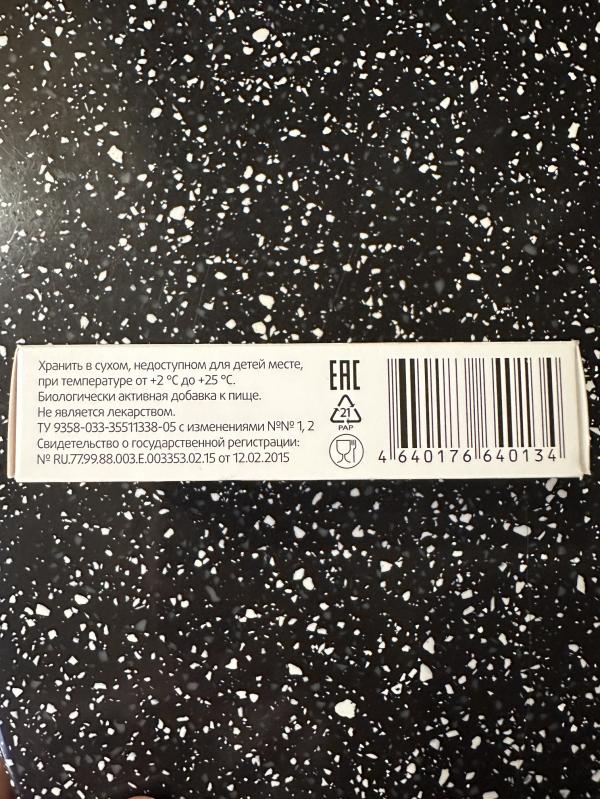 Хранить в сухом, недоступном для детей месте,
при температуре от +2 °С до +25 °С.
Биологически активная добавка к пище.
Не является лекарством.
ТУ 9358-033-35511338-05 с изменениями №№ 1, 2
Свидетельство о государственной регистрации:
№ RU.77.99.88.003.E.003353.02.15 от 12.02.2015
EAC
21
PAP
4 640176 640134